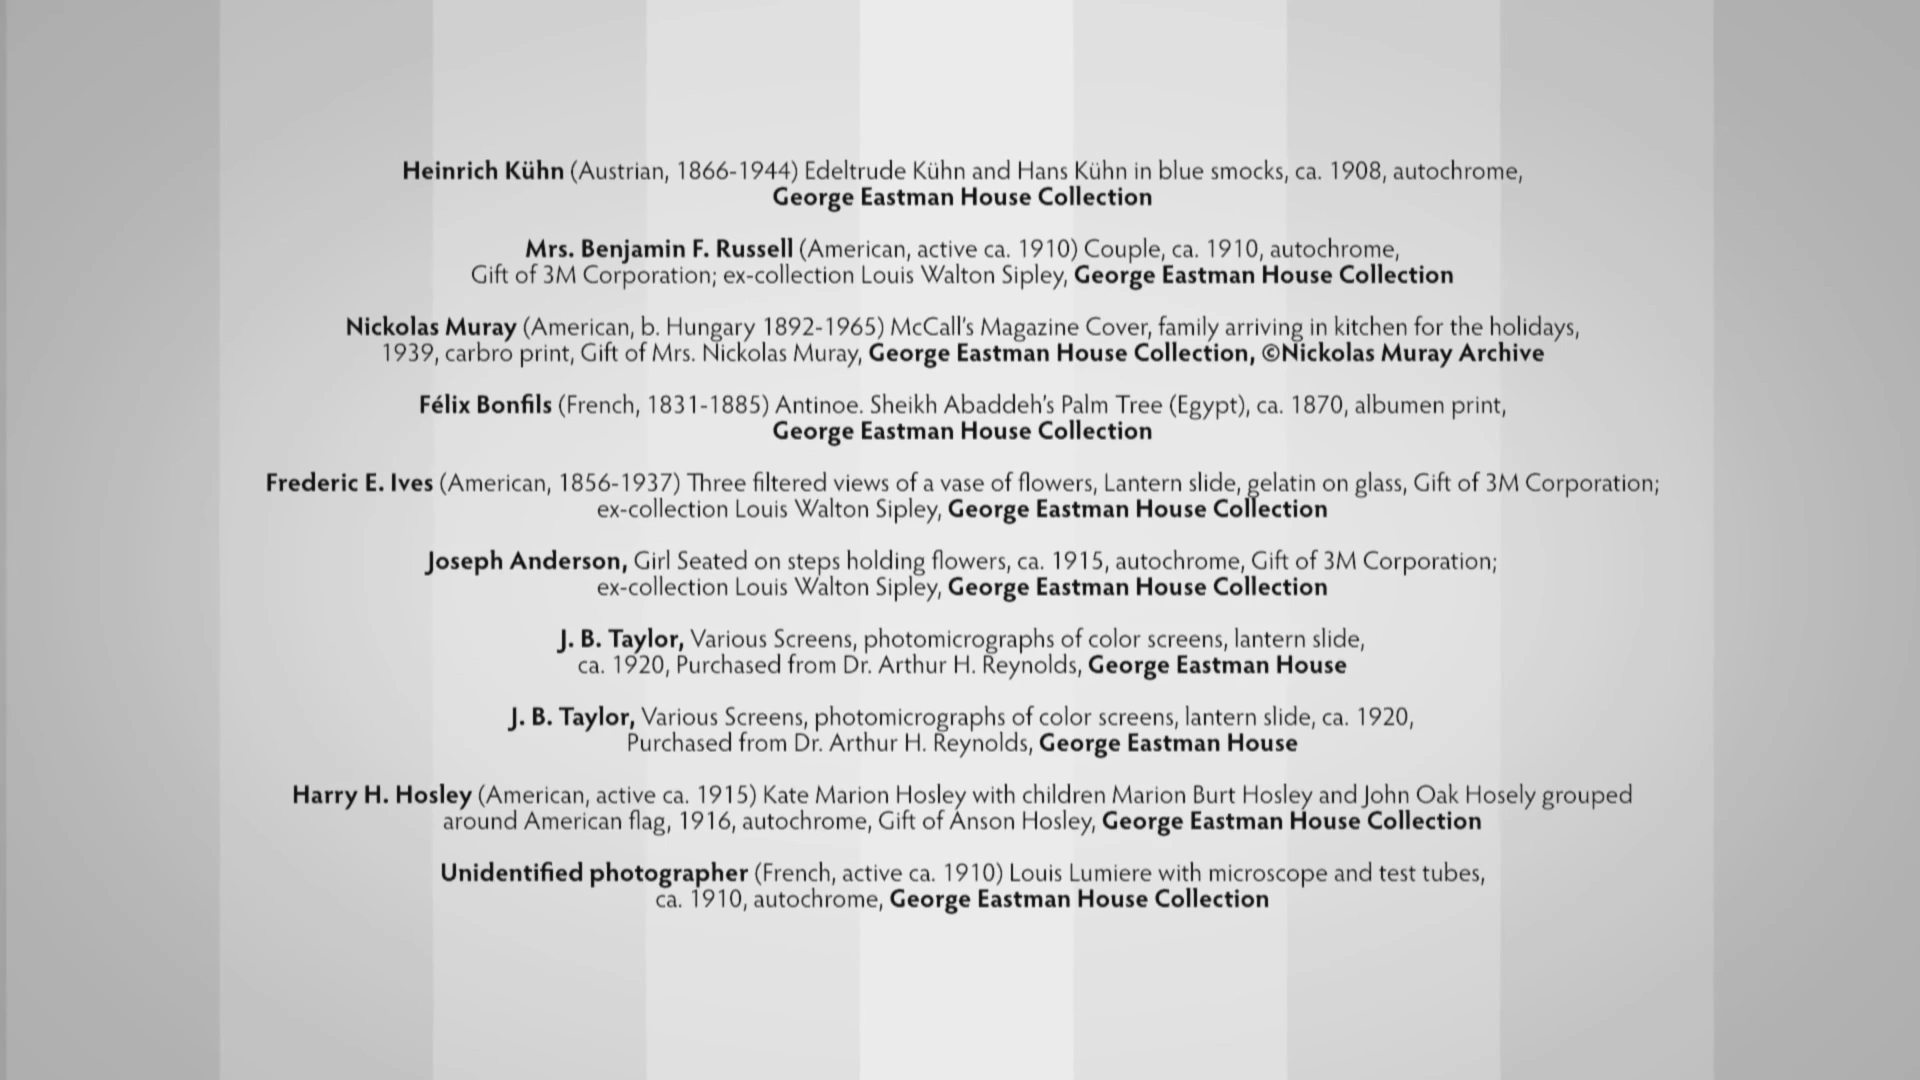 Heinrich Kühn (Austrian, 1866-1944) Edeltrude Kühn and Hans Kühn in blue smocks, ca. 1908, autochrome,
George Eastman House Collection
Mrs. Benjamin F. Russell (American, active ca. 1910) Couple, ca. 1910, autochrome,
Gift of 3M Corporation; ex-collection Louis Walton Sipley, George Eastman House Collection
Nickolas Muray (American, b. Hungary 1892-1965) McCall's Magazine Cover, family arriving in kitchen for the holidays,
1939, carbro print, Gift of Mrs. Nickolas Muray, George Eastman House Collection, ©Nickolas Muray Archive
Félix Bonfils (French, 1831-1885) Antinoe. Sheikh Abaddeh's Palm Tree (Egypt), ca. 1870, albumen print,
George Eastman House Collection
Frederic E. Ives (American, 1856-1937) Three filtered views of a vase of flowers, Lantern slide, gelatin on glass, Gift of 3M Corporation;
ex-collection Louis Walton Sipley, George Eastman House Collection
Joseph Anderson, Girl Seated on steps holding flowers, ca. 1915, autochrome, Gift of 3M Corporation;
ex-collection Louis Walton Sipley, George Eastman House Collection
J. B. Taylor, Various Screens, photomicrographs of color screens, lantern slide,
ca. 1920, Purchased from Dr. Arthur H. Reynolds, George Eastman House
J. B. Taylor, Various Screens, photomicrographs of color screens, lantern slide, ca. 1920,
Purchased from Dr. Arthur H. Reynolds, George Eastman House
Harry H. Hosley (American, active ca. 1915) Kate Marion Hosley with children Marion Burt Hosley and John Oak Hosely grouped
around American flag, 1916, autochrome, Gift of Anson Hosley, George Eastman House Collection
Unidentified photographer (French, active ca. 1910) Louis Lumiere with microscope and test tubes,
ca. 1910, autochrome, George Eastman House Collection